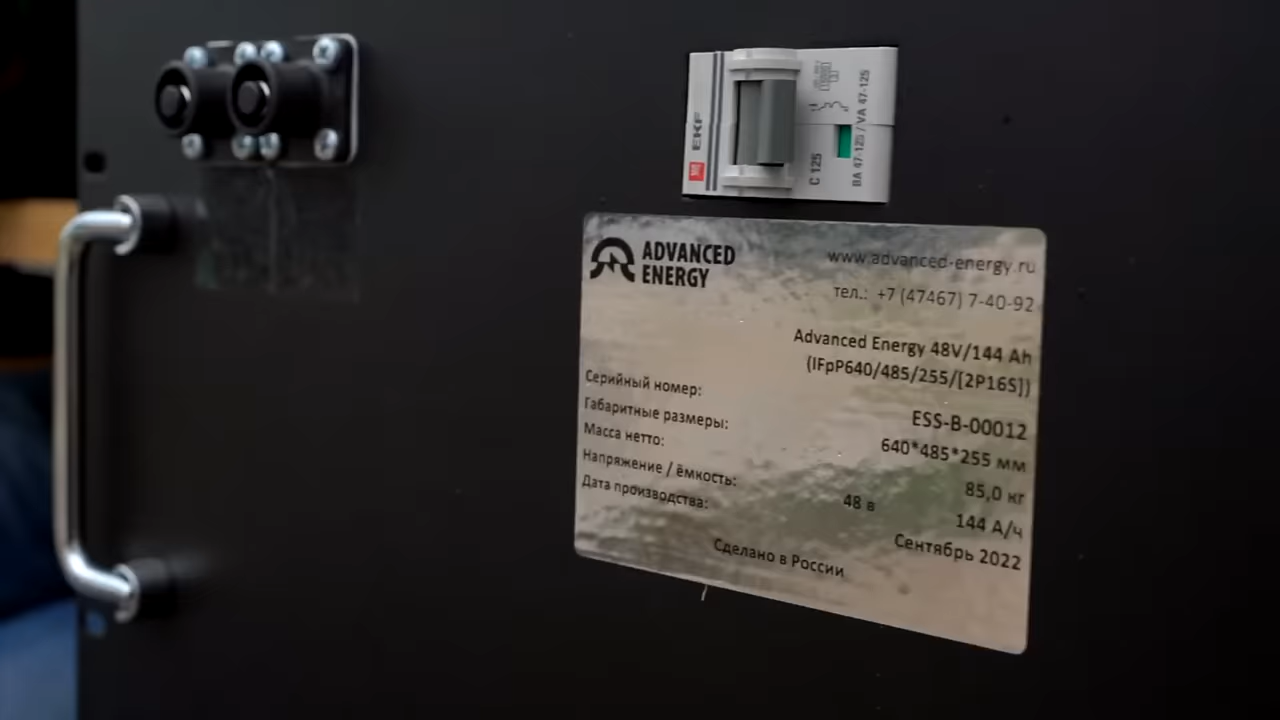 EKF
C 125
ВА 47-125 / VA 47-125
ADVANCED
ENERGY
www.advanced-energy.ru
тел.: +7 (47467) 7-40-92
Advanced Energy 48V/144 Ah
(IFpP640/485/255/[2P16S])
Серийный номер: ESS-B-00012
Габаритные размеры: 640*485*255 мм
Масса нетто: 85,0 кг
Напряжение / ёмкость: 48 в 144 А/ч
Дата производства: Сентябрь 2022
Сделано в России